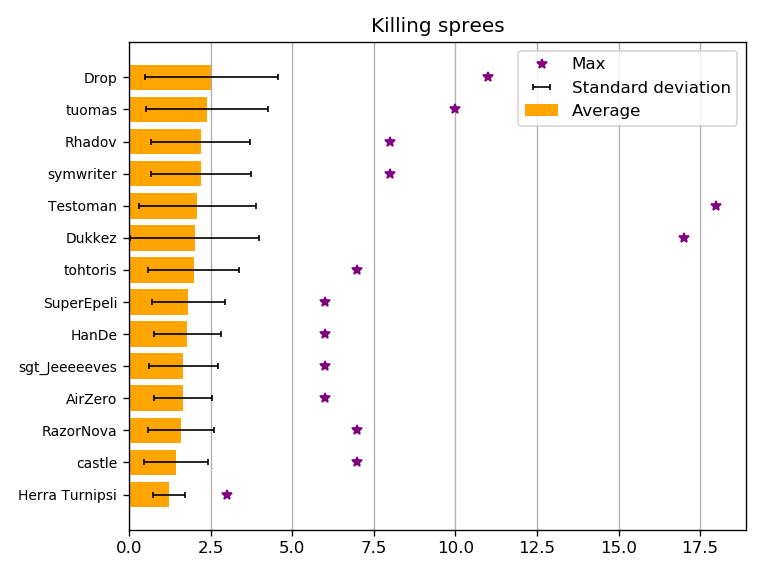 Killing sprees
Max
Standard deviation
Average
Drop
tuomas
Rhadov
symwriter
Testoman
Dukkez
tohtoris
SuperEpeli
HanDe
sgt_Jeeeeeves
AirZero
RazorNova
castle
Herra Turnipsi
0.0 2.5 5.0 7.5 10.0 12.5 15.0 17.5